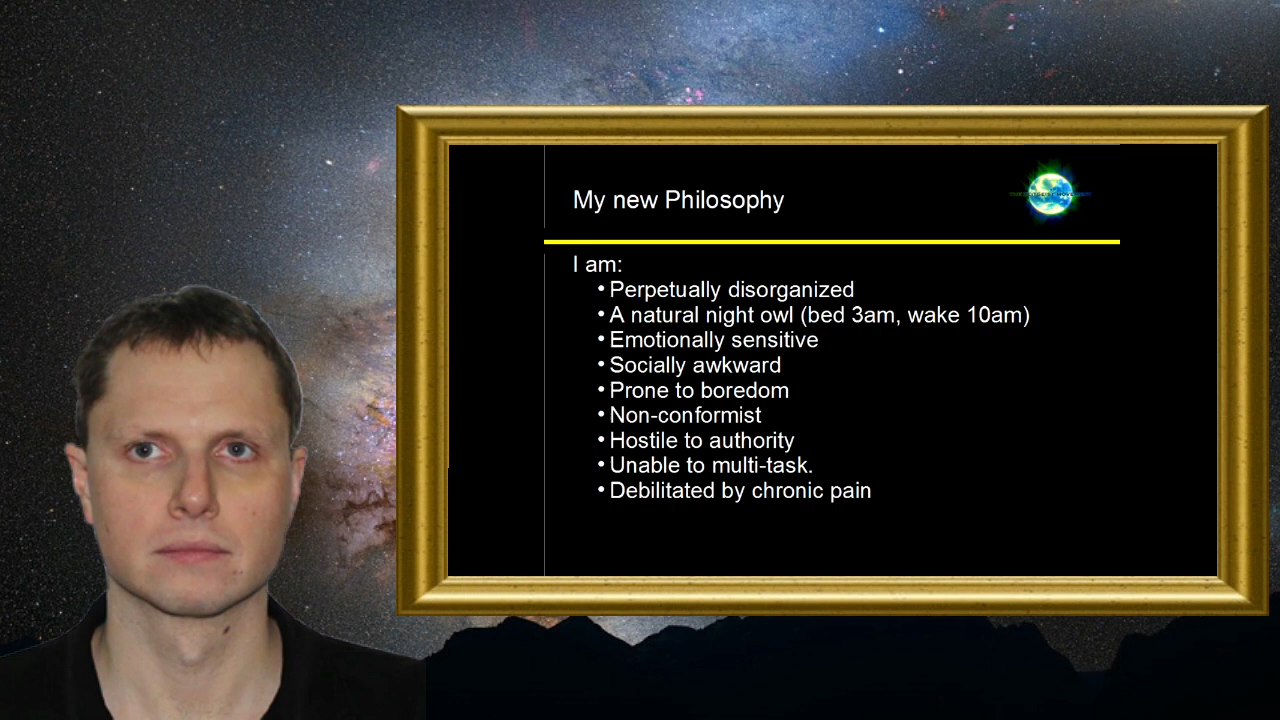 My new Philosophy
I am:
•Perpetually disorganized
•A natural night owl (bed 3am, wake 10am)
•Emotionally sensitive
•Socially awkward
•Prone to boredom
•Non-conformist
•Hostile to authority
•Unable to multi-task.
•Debilitated by chronic pain